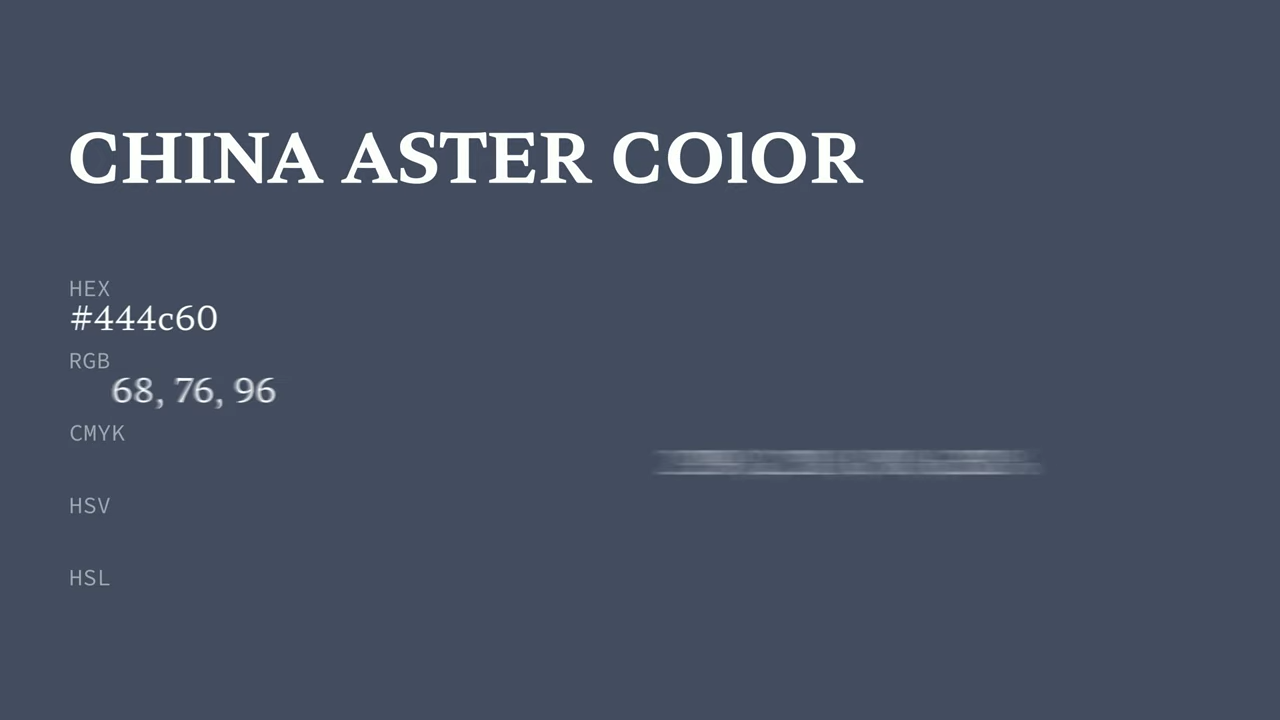 CHINA ASTER COlOR
HEX
#444c60
RGB
68, 76, 96
CMYK
HSV
HSL